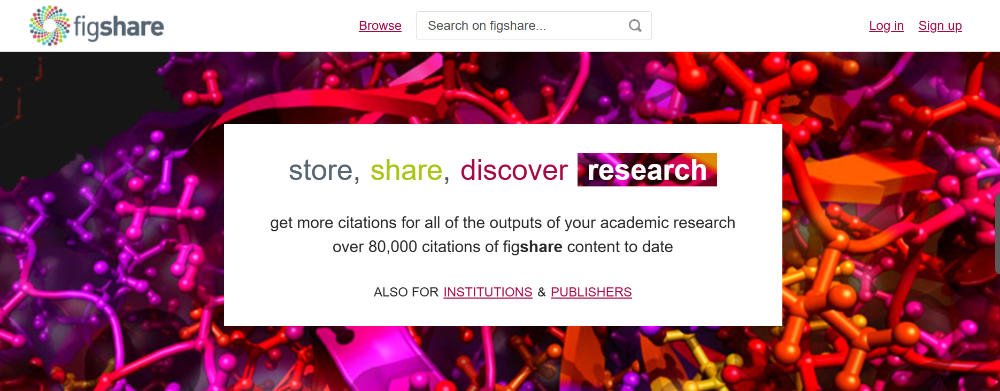 figshare
Browse
Search on figshare...
Log in
Sign up
store, share, discover research
get more citations for all of the outputs of your academic research
over 80,000 citations of figshare content to date
ALSO FOR INSTITUTIONS & PUBLISHERS